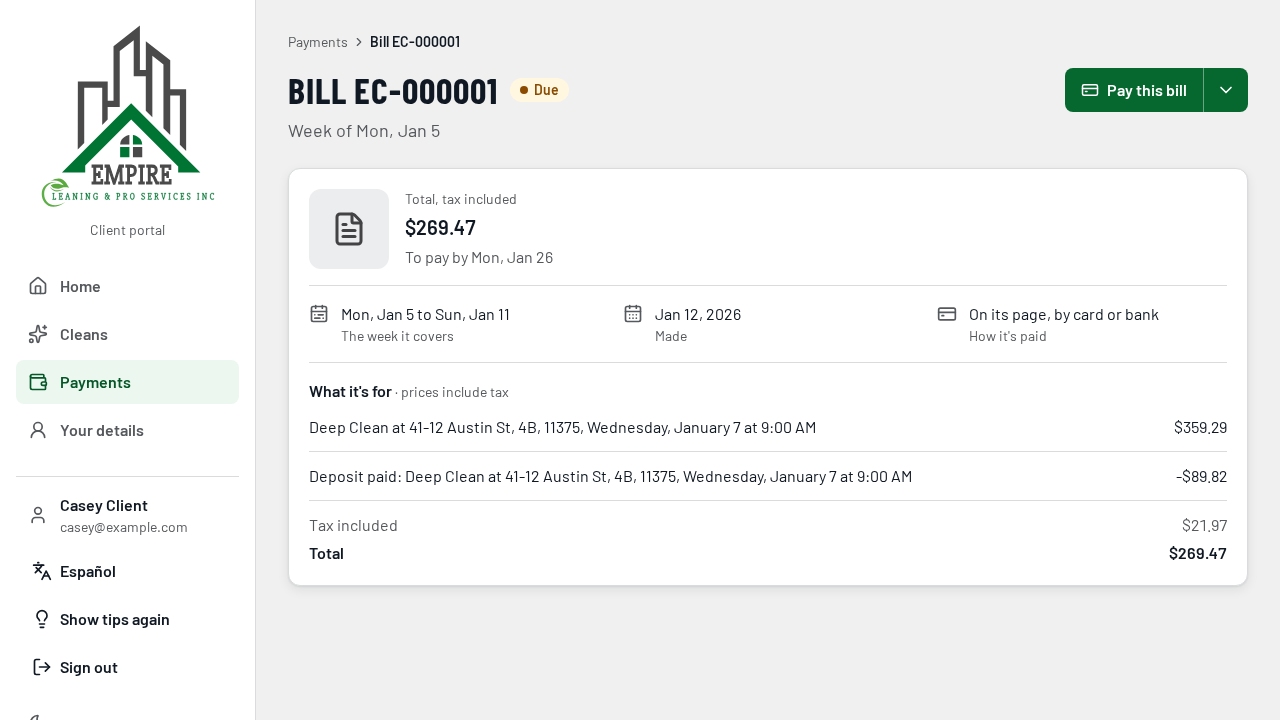 EMPIRE
LEANING & PRO SERVICES INC
Client portal
Home
Cleans
Payments
Your details
Casey Client
casey@example.com
Español
Show tips again
Sign out
Payments > Bill EC-000001
BILL EC-000001
Due
Week of Mon, Jan 5
Pay this bill
Total, tax included
$269.47
To pay by Mon, Jan 26
Mon, Jan 5 to Sun, Jan 11
The week it covers
Jan 12, 2026
Made
On its page, by card or bank
How it's paid
What it's for · prices include tax
Deep Clean at 41-12 Austin St, 4B, 11375, Wednesday, January 7 at 9:00 AM $359.29
Deposit paid: Deep Clean at 41-12 Austin St, 4B, 11375, Wednesday, January 7 at 9:00 AM -$89.82
Tax included $21.97
Total $269.47